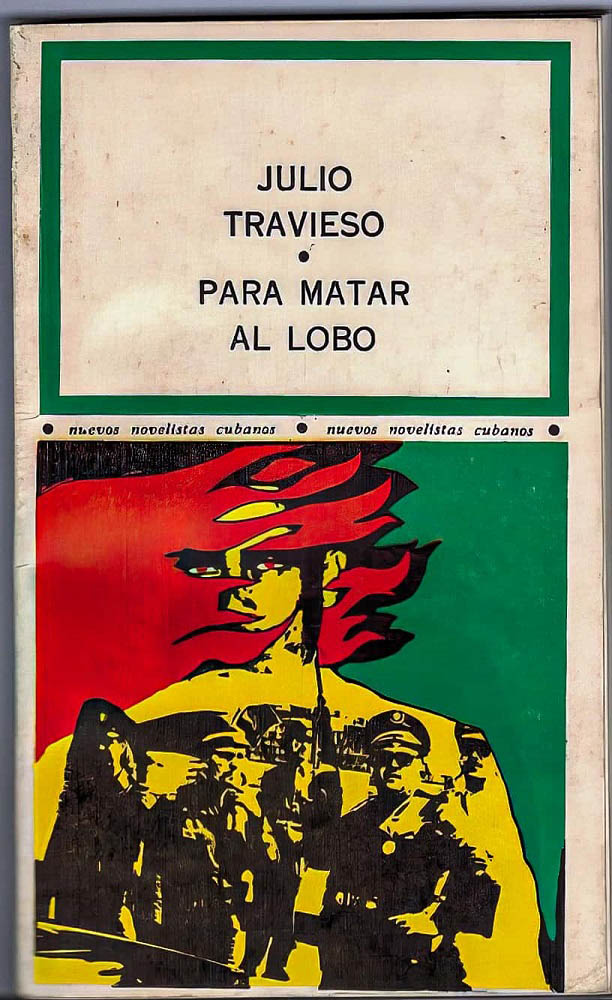 JULIO
TRAVIESO
•
PARA MATAR
AL LOBO
• nuevos novelistas cubanos • nuevos novelistas cubanos •